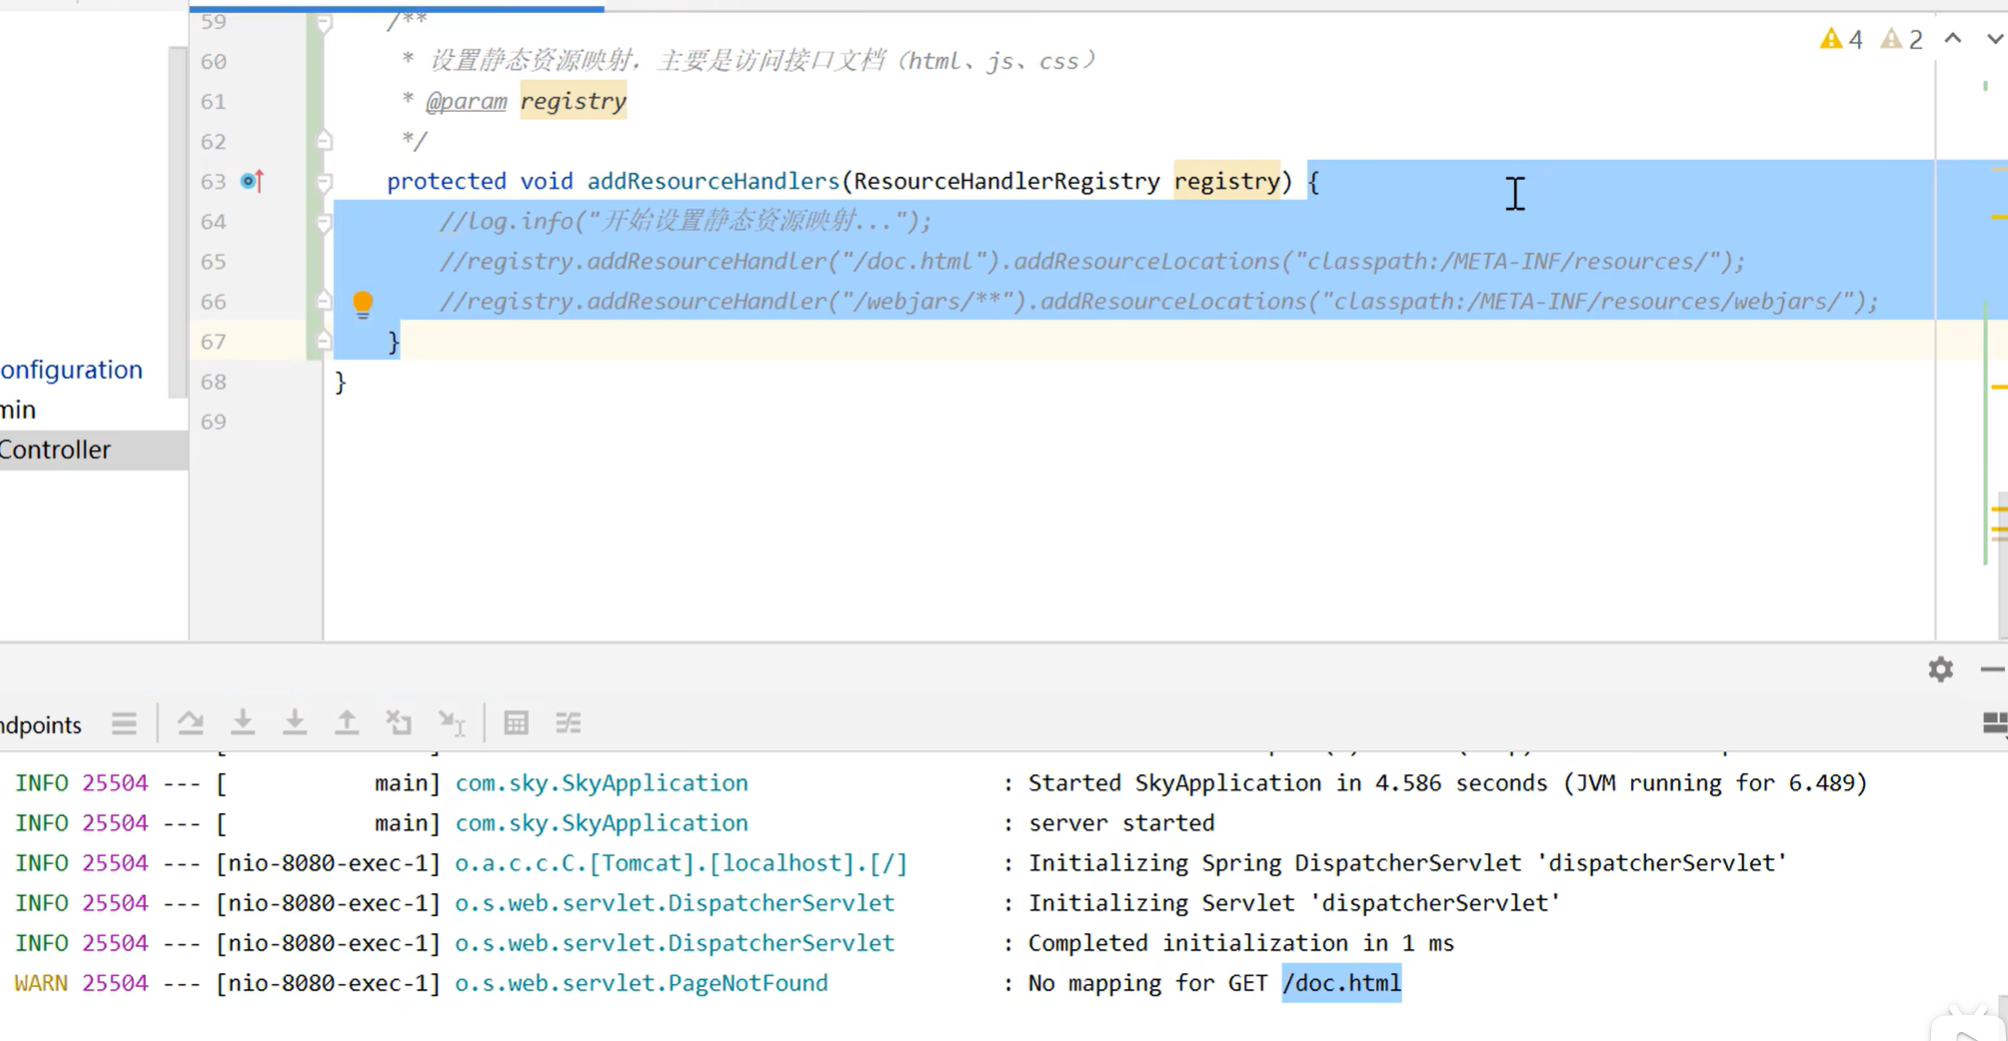 59 /**
60 * 设置静态资源映射，主要是访问接口文档（html、js、css）
61 * @param registry
62 */
63 protected void addResourceHandlers(ResourceHandlerRegistry registry) {
64 //log.info("开始设置静态资源映射...");
65 //registry.addResourceHandler("/doc.html").addResourceLocations("classpath:/META-INF/resources/");
66 //registry.addResourceHandler("/webjars/**").addResourceLocations("classpath:/META-INF/resources/webjars/");
67 }
68 }
69
4 2
onfiguration
min
Controller
ndpoints
INFO 25504 --- [ main] com.sky.SkyApplication : Started SkyApplication in 4.586 seconds (JVM running for 6.489)
INFO 25504 --- [ main] com.sky.SkyApplication : server started
INFO 25504 --- [nio-8080-exec-1] o.a.c.c.C.[Tomcat].[localhost].[/] : Initializing Spring DispatcherServlet 'dispatcherServlet'
INFO 25504 --- [nio-8080-exec-1] o.s.web.servlet.DispatcherServlet : Initializing Servlet 'dispatcherServlet'
INFO 25504 --- [nio-8080-exec-1] o.s.web.servlet.DispatcherServlet : Completed initialization in 1 ms
WARN 25504 --- [nio-8080-exec-1] o.s.web.servlet.PageNotFound : No mapping for GET /doc.html